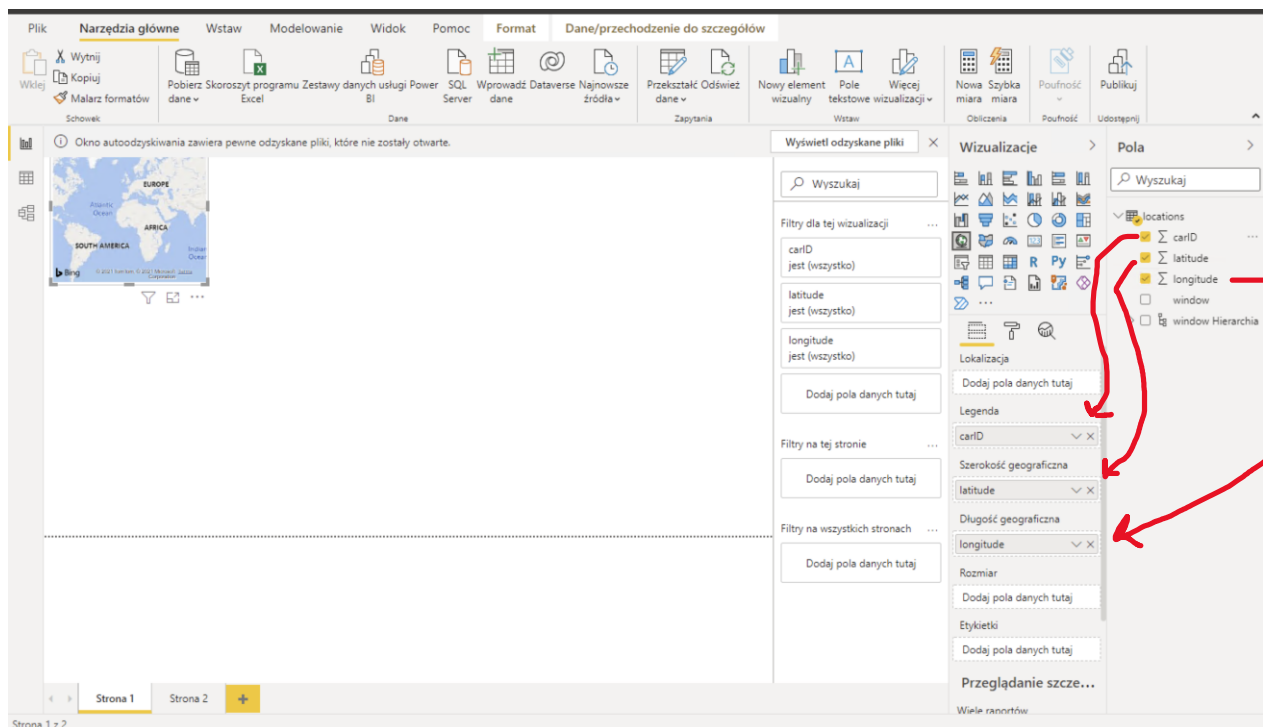 Plik Narzędzia główne Wstaw Modelowanie Widok Pomoc Format Dane/przechodzenie do szczegółów
Wklej
Wytnij
Kopiuj
Malarz formatów
Schowek
Pobierz dane
Skoroszyt programu Excel
Zestawy danych usługi Power BI
SQL Server
Wprowadź dane
Dataverse
Najnowsze źródła
Dane
Przekształć dane
Odśwież
Zapytania
Nowy element wizualny
Pole tekstowe
Więcej wizualizacji
Wstaw
Nowa miara
Szybka miara
Obliczenia
Poufność
Poufność
Publikuj
Udostępnij
Okno autoodzyskiwania zawiera pewne odzyskane pliki, które nie zostały otwarte.
Wyświetl odzyskane pliki
EUROPE
Atlantic
Ocean
AFRICA
SOUTH AMERICA
Indian
Ocean
Bing
Wyszukaj
Filtry dla tej wizualizacji ...
carID
jest (wszystko)
latitude
jest (wszystko)
longitude
jest (wszystko)
Dodaj pola danych tutaj
Filtry na tej stronie ...
Dodaj pola danych tutaj
Filtry na wszystkich stronach ...
Dodaj pola danych tutaj
Wizualizacje
R Py
Lokalizacja
Dodaj pola danych tutaj
Legenda
carID
Szerokość geograficzna
latitude
Długość geograficzna
longitude
Rozmiar
Dodaj pola danych tutaj
Etykietki
Dodaj pola danych tutaj
Przeglądanie szcze...
Wiele raportów
Pola
Wyszukaj
locations
∑ carID
∑ latitude
∑ longitude
window
window Hierarchia
Strona 1 Strona 2 +
Strona 1 z 2